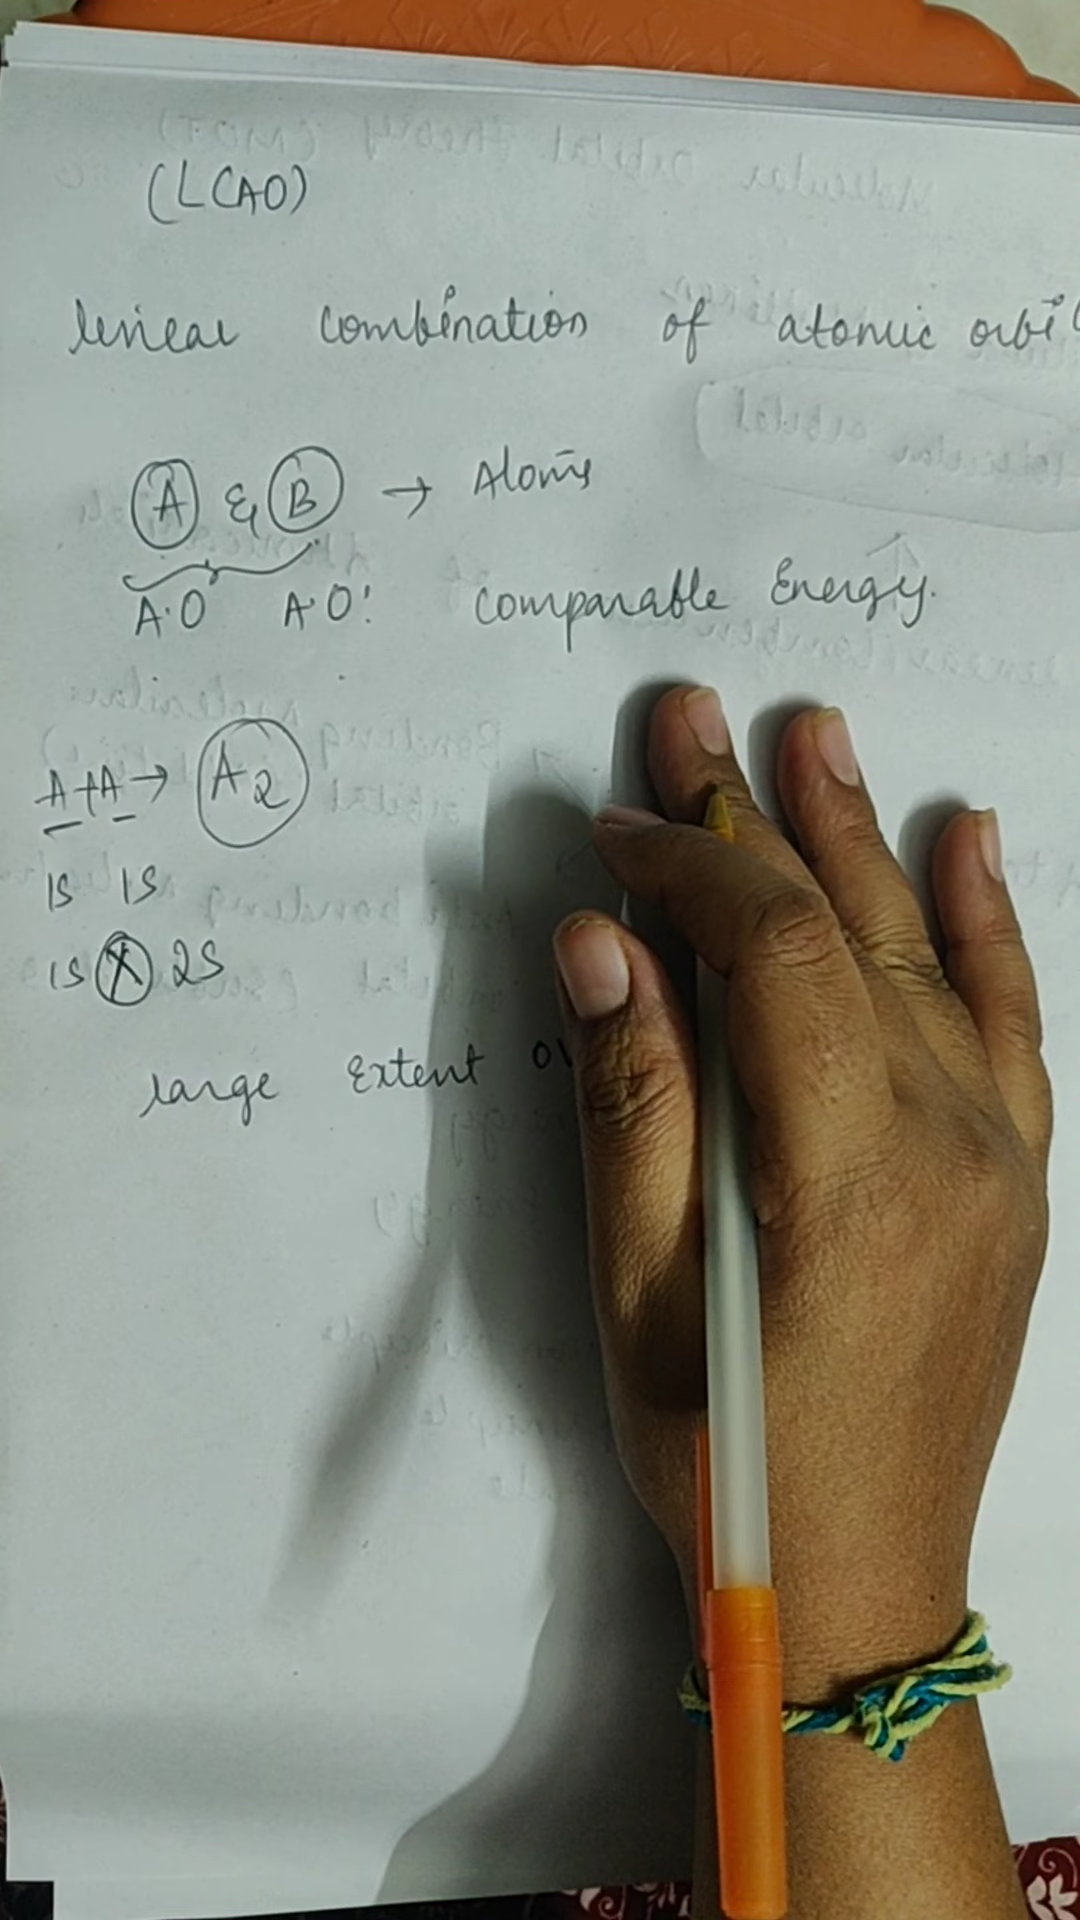 (LCAO)
linear combination of atomic orbi
A & B → Atoms
A.O A.O! comparable Energy.
A+A → A2
1S 1S
1S X 2S
large Extent